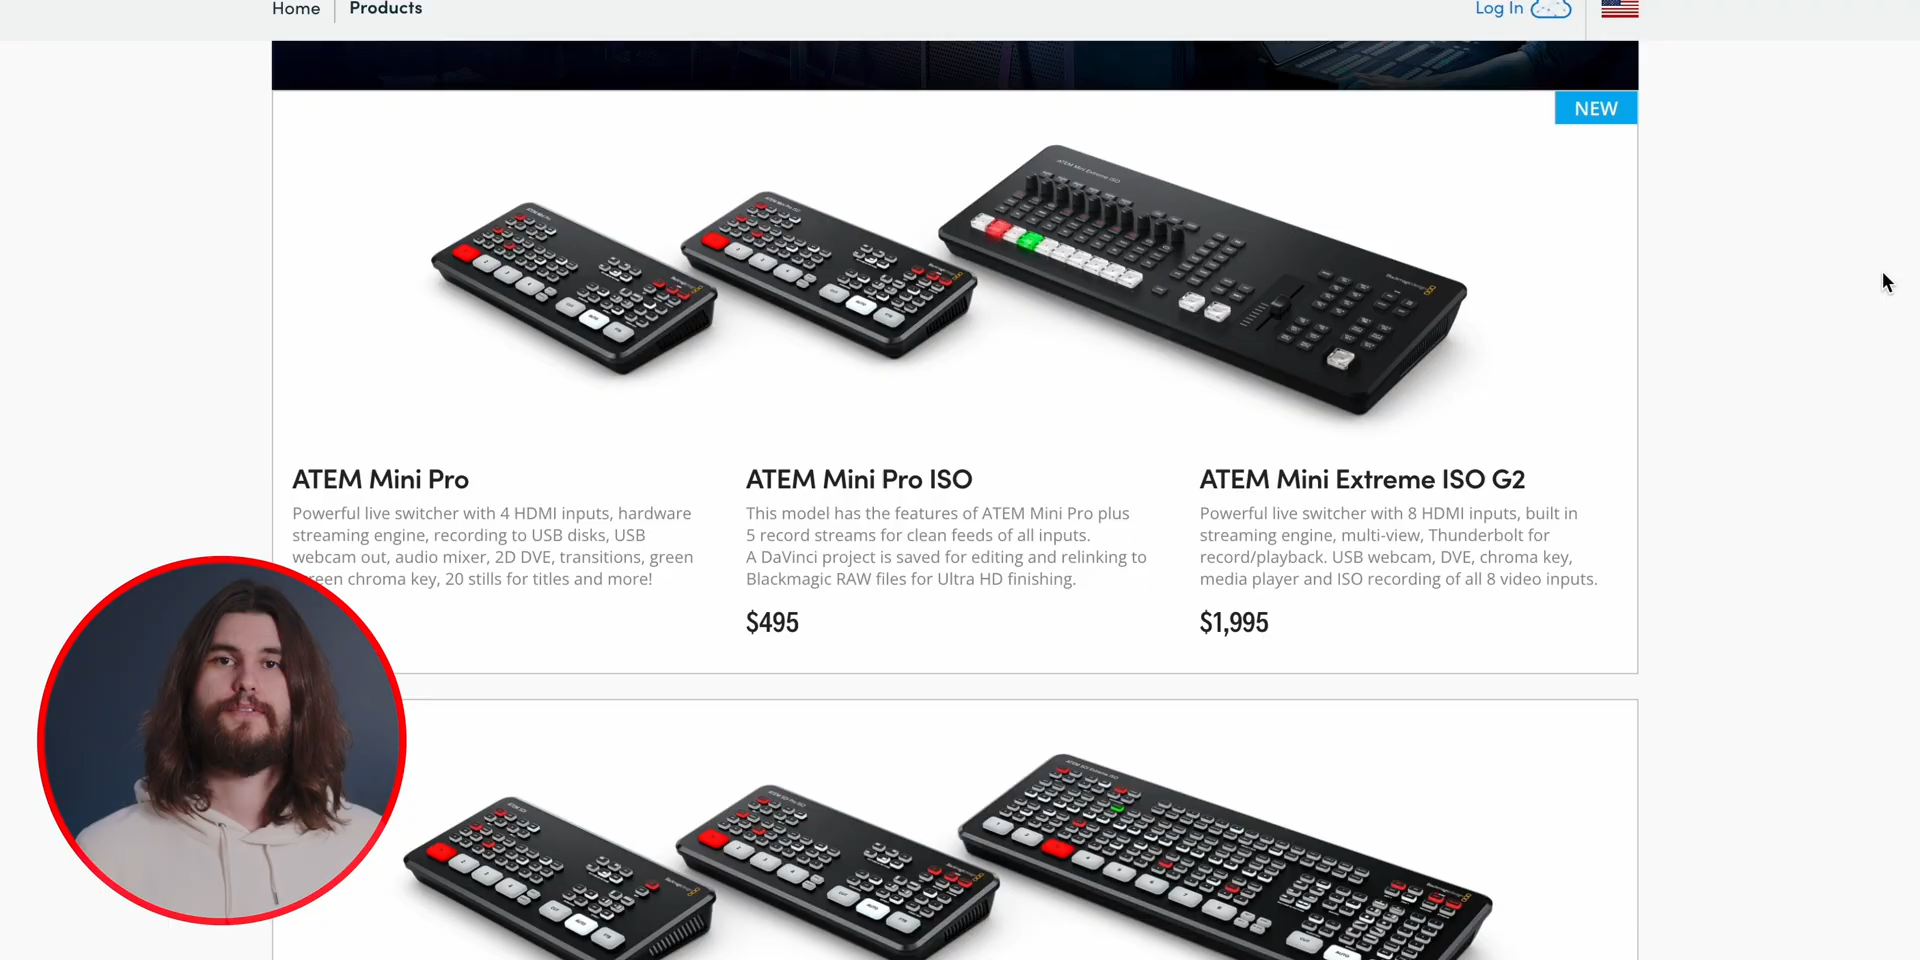 Home
Products
Log In
NEW
ATEM Mini Pro
Powerful live switcher with 4 HDMI inputs, hardware
streaming engine, recording to USB disks, USB
webcam out, audio mixer, 2D DVE, transitions, green
screen chroma key, 20 stills for titles and more!
ATEM Mini Pro ISO
This model has the features of ATEM Mini Pro plus
5 record streams for clean feeds of all inputs.
A DaVinci project is saved for editing and relinking to
Blackmagic RAW files for Ultra HD finishing.
$495
ATEM Mini Extreme ISO G2
Powerful live switcher with 8 HDMI inputs, built in
streaming engine, multi-view, Thunderbolt for
record/playback. USB webcam, DVE, chroma key,
media player and ISO recording of all 8 video inputs.
$1,995